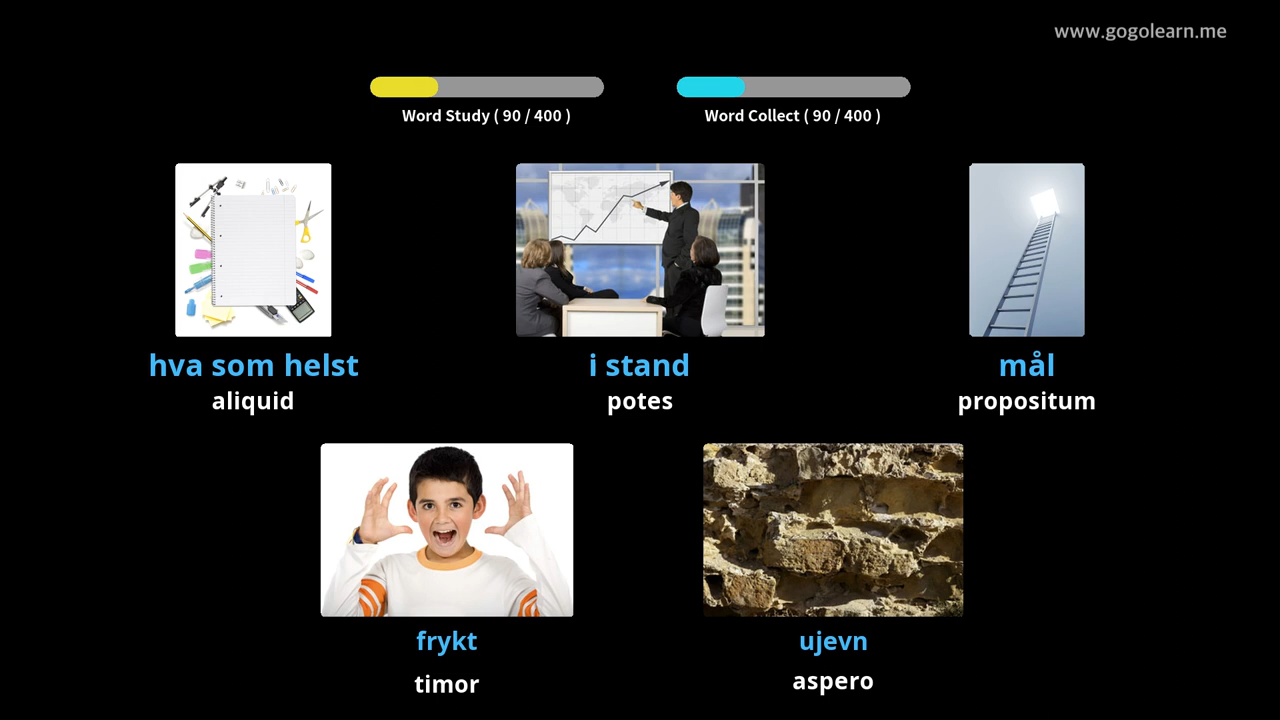 www.gogolearn.me
Word Study ( 90 / 400 )
Word Collect ( 90 / 400 )
hva som helst
aliquid
i stand
potes
mål
propositum
frykt
timor
ujevn
aspero